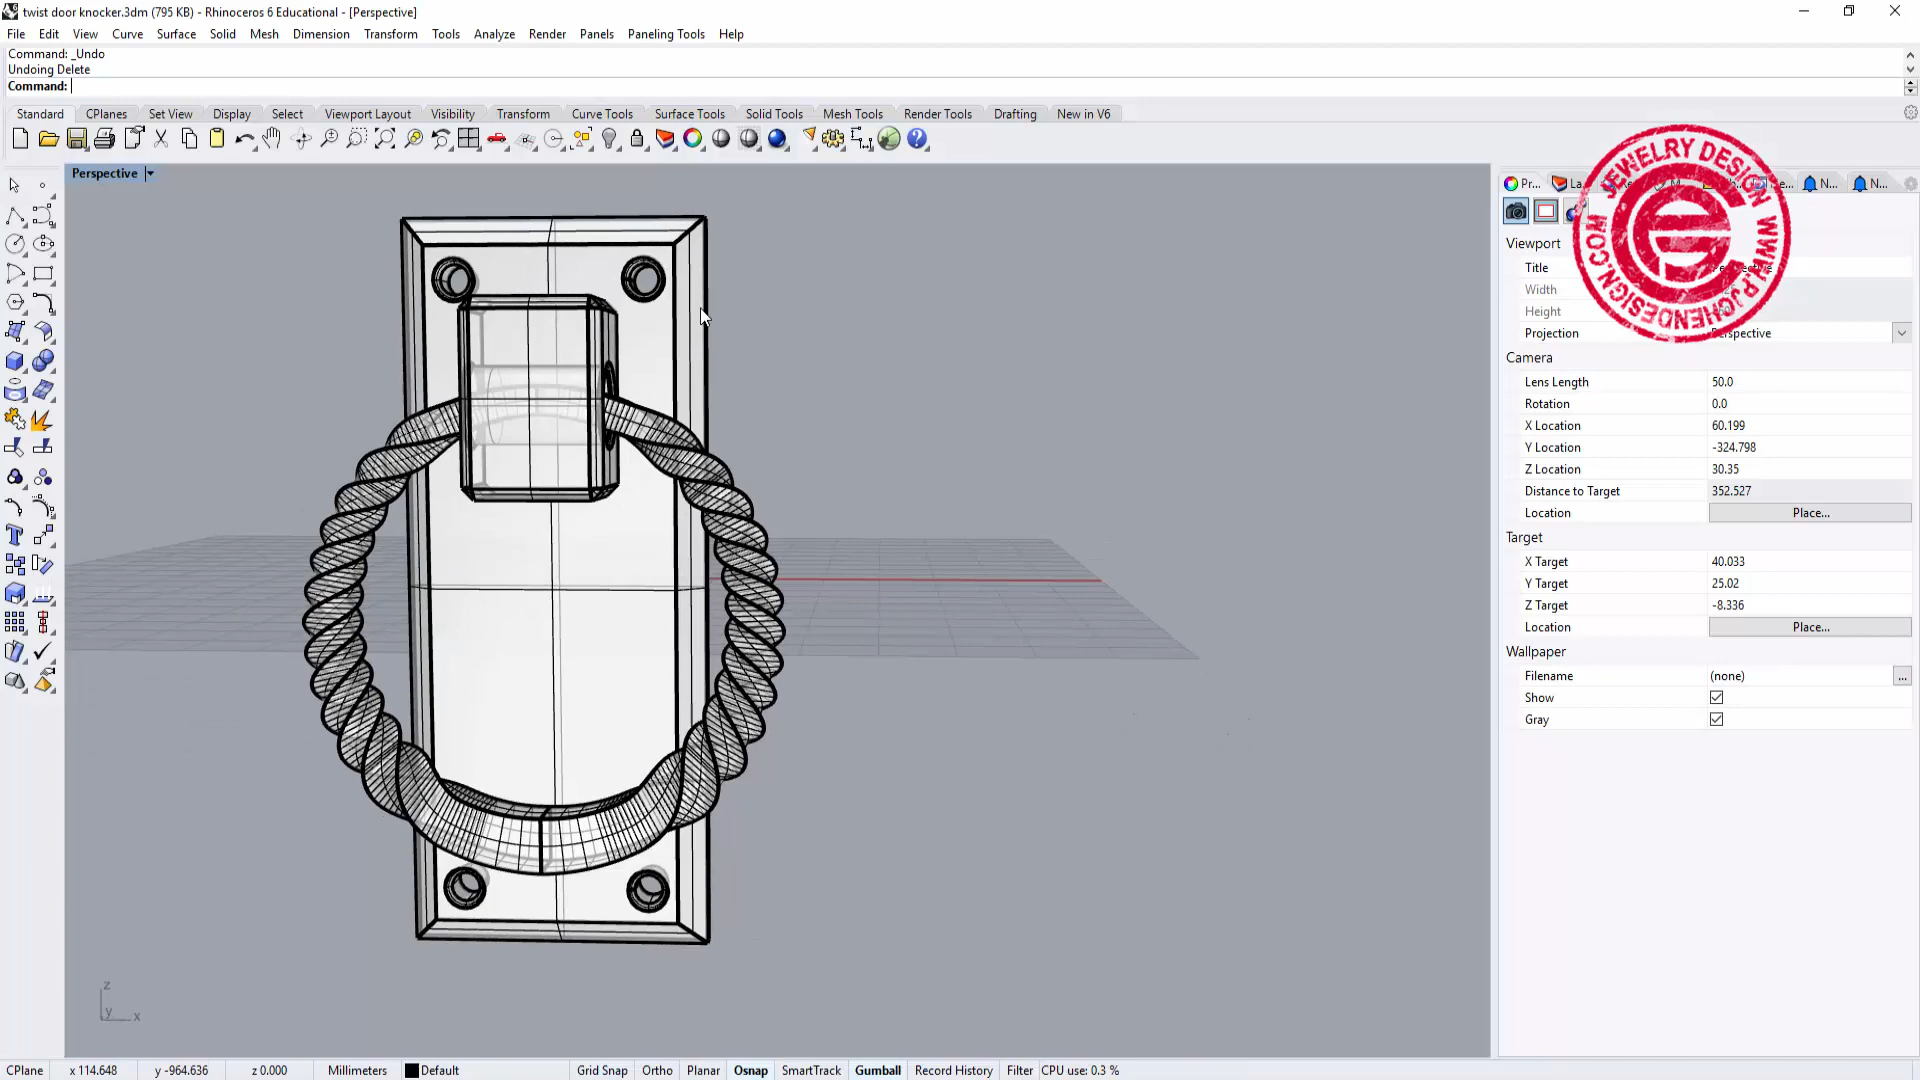 twist door knocker.3dm (795 KB) - Rhinoceros 6 Educational - [Perspective]
File Edit View Curve Surface Solid Mesh Dimension Transform Tools Analyze Render Panels Paneling Tools Help
Command: _Undo
Undoing Delete
Command:
Standard CPlanes Set View Display Select Viewport Layout Visibility Transform Curve Tools Surface Tools Solid Tools Mesh Tools Render Tools Drafting New in V6
Perspective
Pr... La... N... N...
JEWELRY DESIGN WWW.PJCHENDESIGN.COM
Viewport
Title
Width
Height
Projection Perspective
Camera
Lens Length 50.0
Rotation 0.0
X Location 60.199
Y Location -324.798
Z Location 30.35
Distance to Target 352.527
Location Place...
Target
X Target 40.033
Y Target 25.02
Z Target -8.336
Location Place...
Wallpaper
Filename (none) ...
Show
Gray
z
y x
CPlane x 114.648 y -964.636 z 0.000 Millimeters Default Grid Snap Ortho Planar Osnap SmartTrack Gumball Record History Filter CPU use: 0.3 %